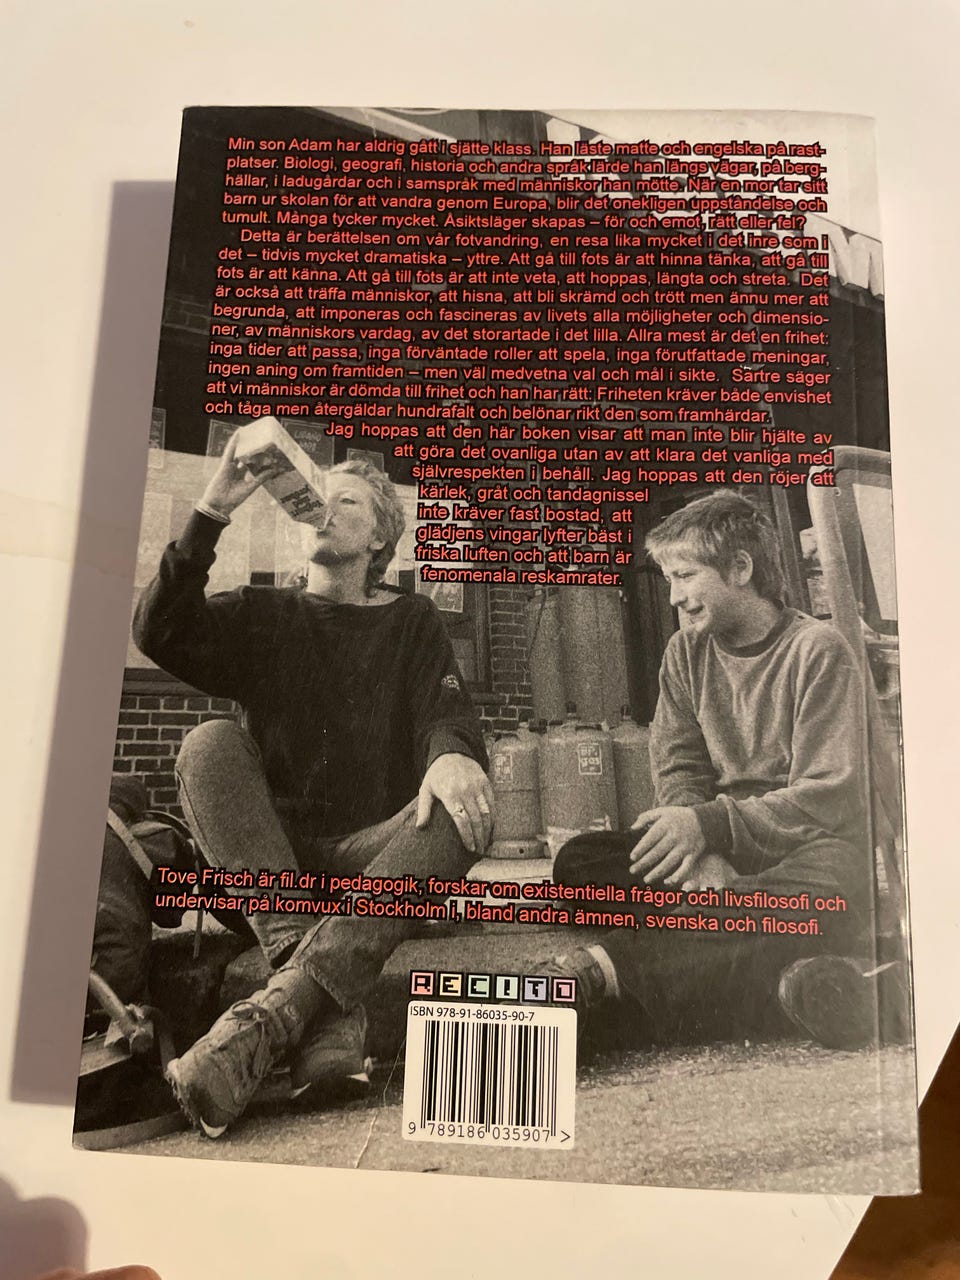 Min son Adam har aldrig gått i sjätte klass. Han läste matte och engelska på rast-
platser. Biologi, geografi, historia och andra språk lärde han längs vägar, på berg-
hällar, i ladugårdar och i samspråk med människor han mötte. När en mor tar sitt
barn ur skolan för att vandra genom Europa, blir det onekligen uppståndelse och
tumult. Många tycker mycket. Åsiktsläger skapas – för och emot, rätt eller fel?
Detta är berättelsen om vår fotvandring, en resa lika mycket i det inre som i
det – tidvis mycket dramatiska – yttre. Att gå till fots är att hinna tänka, att gå till
fots är att känna. Att gå till fots är att inte veta, att hoppas, längta och streta. Det
är också att träffa människor, att hisna, att bli skrämd och trött men ännu mer att
begrunda, att imponeras och fascineras av livets alla möjligheter och dimensio-
ner, av människors vardag, av det storartade i det lilla. Allra mest är det en frihet:
inga tider att passa, inga förväntade roller att spela, inga förutfattade meningar,
ingen aning om framtiden – men väl medvetna val och mål i sikte. Sartre säger
att vi människor är dömda till frihet och han har rätt: Friheten kräver både envishet
och tåga men återgäldar hundrafalt och belönar rikt den som framhärdar.
Jag hoppas att den här boken visar att man inte blir hjälte av
att göra det ovanliga utan av att klara det vanliga med
självrespekten i behåll. Jag hoppas att den röjer att
kärlek, gråt och tandagnissel
inte kräver fast bostad, att
glädjens vingar lyfter bäst i
friska luften och att barn är
fenomenala reskamrater.
BP
gas
Tove Frisch är fil.dr i pedagogik, forskar om existentiella frågor och livsfilosofi och
undervisar på komvux i Stockholm i, bland andra ämnen, svenska och filosofi.
RECITO
ISBN 978-91-86035-90-7
9 789186 035907 >